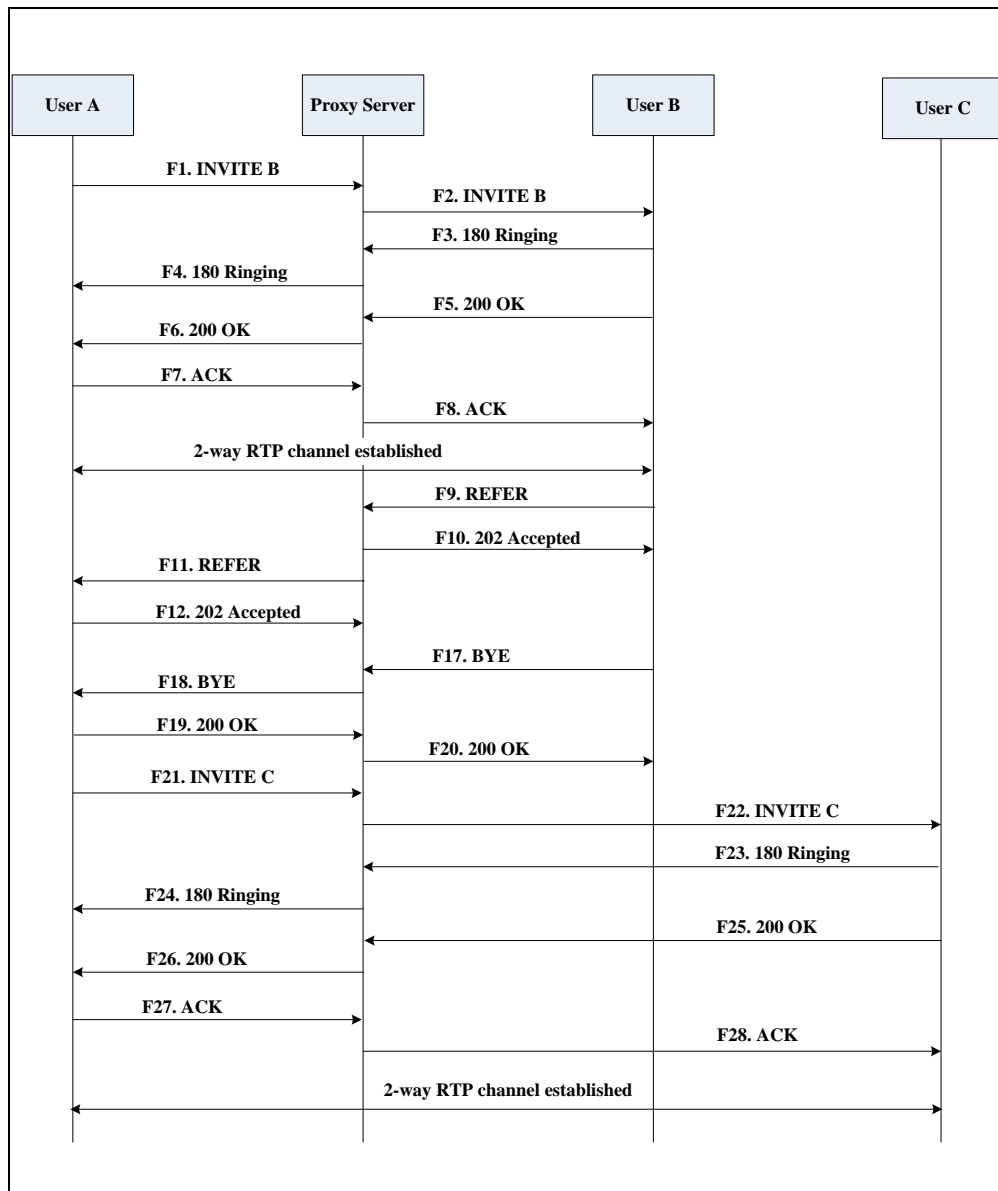 User A
Proxy Server
User B
User C
F1. INVITE B
F2. INVITE B
F3. 180 Ringing
F4. 180 Ringing
F5. 200 OK
F6. 200 OK
F7. ACK
F8. ACK
2-way RTP channel established
F9. REFER
F10. 202 Accepted
F11. REFER
F12. 202 Accepted
F17. BYE
F18. BYE
F19. 200 OK
F20. 200 OK
F21. INVITE C
F22. INVITE C
F23. 180 Ringing
F24. 180 Ringing
F25. 200 OK
F26. 200 OK
F27. ACK
F28. ACK
2-way RTP channel established